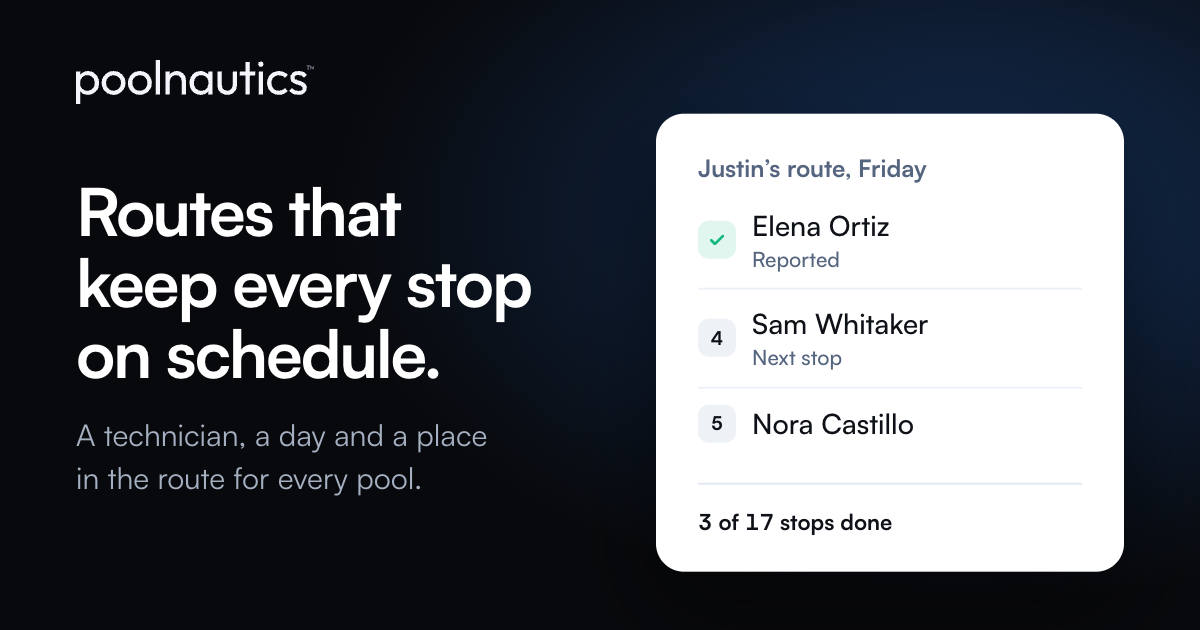 poolnautics™
Routes that
keep every stop
on schedule.
A technician, a day and a place
in the route for every pool.
Justin’s route, Friday
Elena Ortiz
Reported
4
Sam Whitaker
Next stop
5
Nora Castillo
3 of 17 stops done